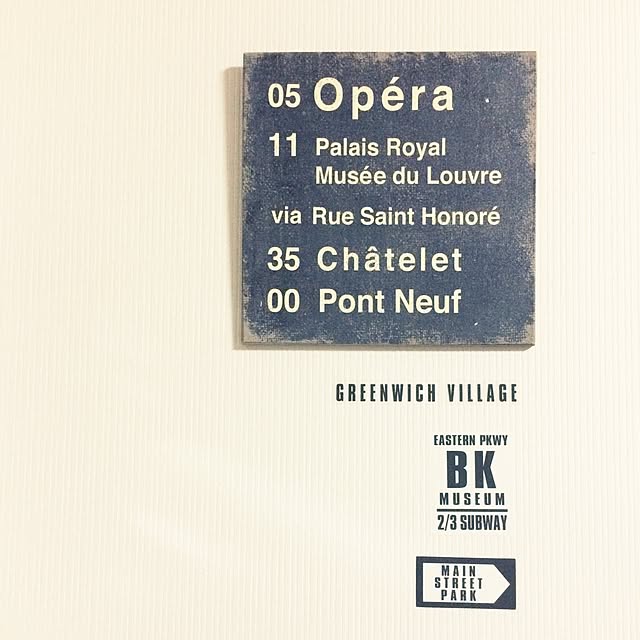 05 Opéra
11 Palais Royal
Musée du Louvre
via Rue Saint Honoré
35 Châtelet
00 Pont Neuf
GREENWICH VILLAGE
EASTERN PKWY
BK
MUSEUM
2/3 SUBWAY
MAIN
STREET
PARK